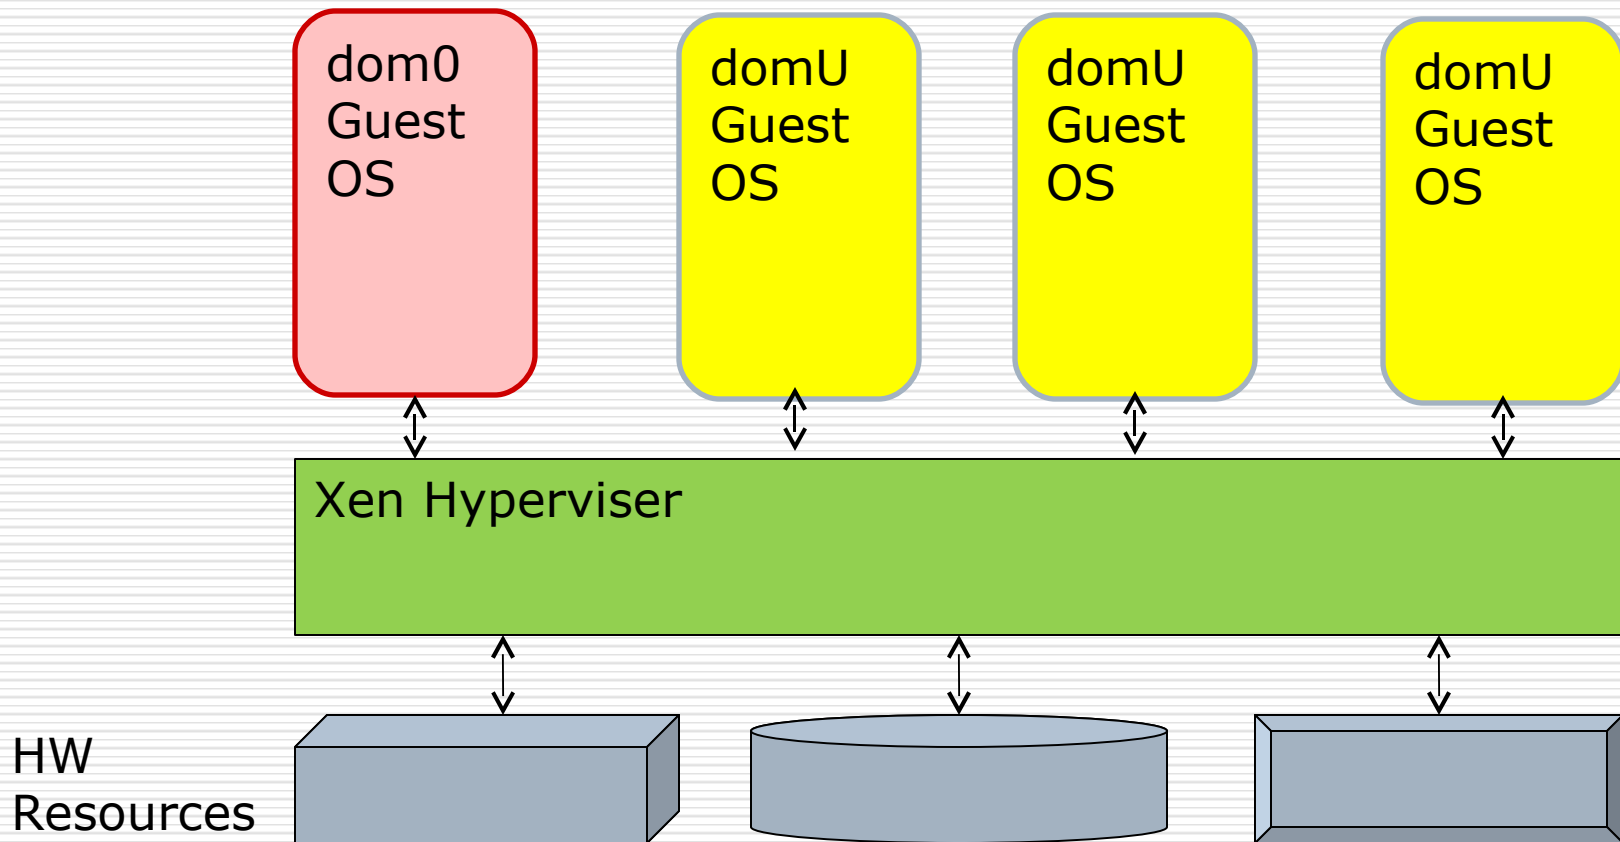 dom0
Guest
OS
domU
Guest
OS
domU
Guest
OS
domU
Guest
OS
Xen Hyperviser
HW
Resources